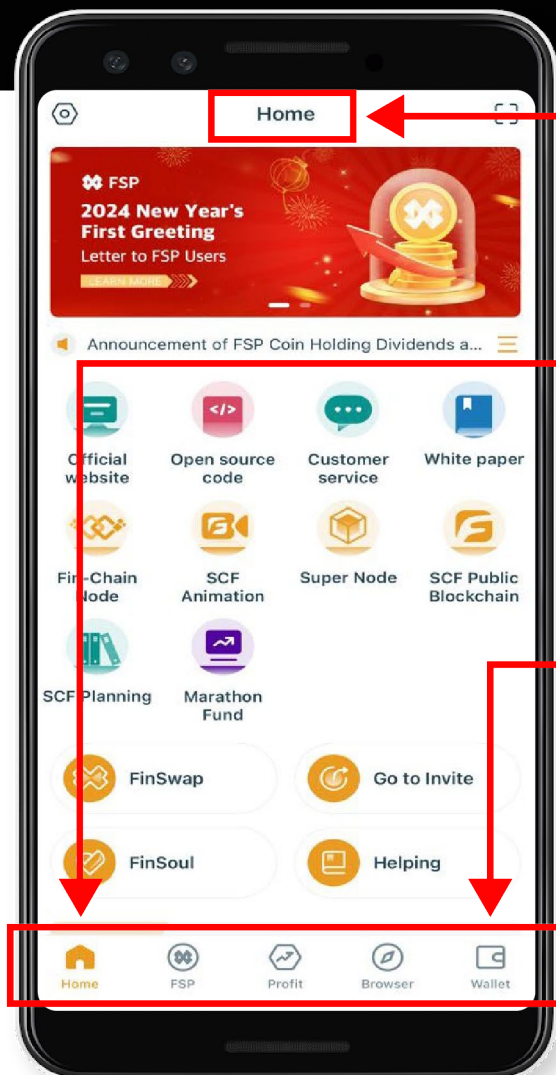 Home
FSP
2024 New Year's
First Greeting
Letter to FSP Users
LEARN MORE
Announcement of FSP Coin Holding Dividends a...
Official
website
Open source
code
Customer
service
White paper
Fin-Chain
Node
SCF
Animation
Super Node
SCF Public
Blockchain
SCF Planning
Marathon
Fund
FinSwap
Go to Invite
FinSoul
Helping
Home
FSP
Profit
Browser
Wallet